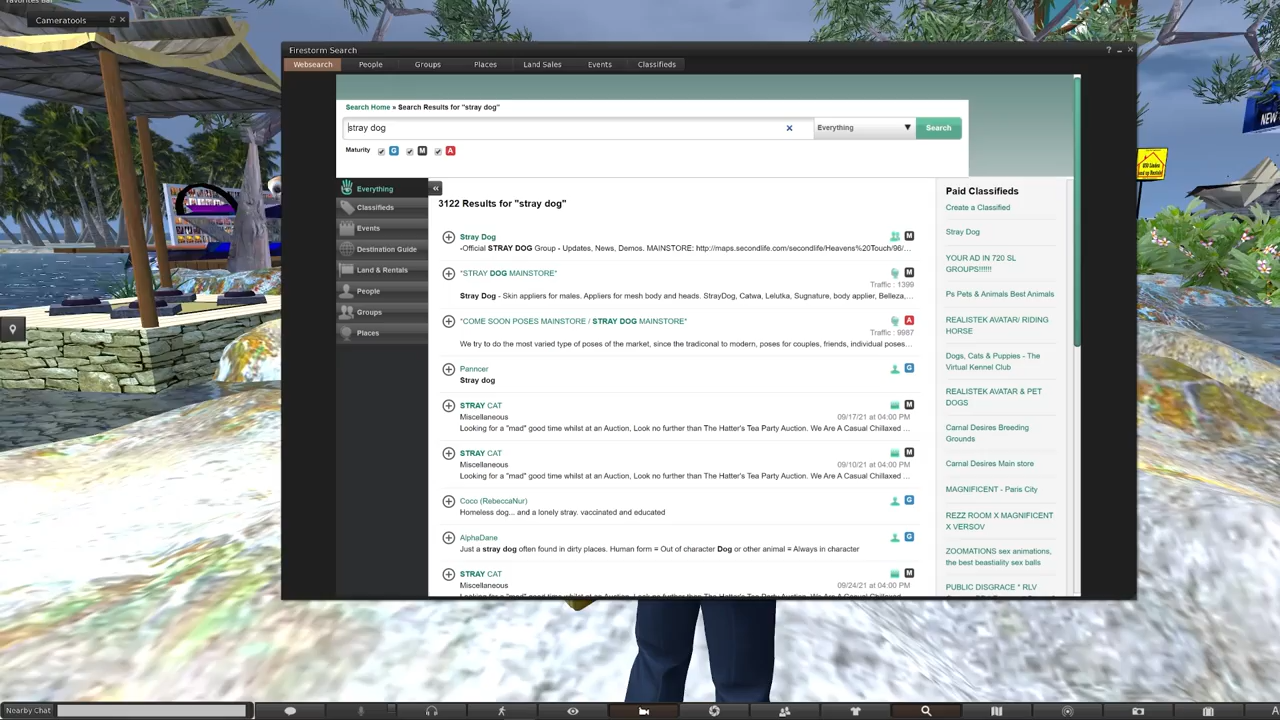 Cameratools
Firestorm Search
Websearch People Groups Places Land Sales Events Classifieds
Search Home » Search Results for "stray dog"
stray dog
Everything
Search
Maturity G M A
Everything
Classifieds
Events
Destination Guide
Land & Rentals
People
Groups
Places
3122 Results for "stray dog"
Stray Dog M
-Official STRAY DOG Group - Updates, News, Demos. MAINSTORE: http://maps.secondlife/secondlife/Heavens%20Touch/96/...
*STRAY DOG MAINSTORE* M
Traffic : 1399
Stray Dog - Skin appliers for males. Appliers for mesh body and heads. StrayDog, Catwa, Lelutka, Sugnature, body applier, Belleza,...
*COME SOON POSES MAINSTORE / STRAY DOG MAINSTORE* A
Traffic : 9987
We try to do the most varied type of poses of the market, since the tradicional to modern, poses for couples, friends, individual poses...
Panncer G
Stray dog
STRAY CAT M
Miscellaneous 09/17/21 at 04:00 PM
Looking for a "mad" good time whilst at an Auction, Look no further than The Hatter's Tea Party Auction. We Are A Casual Chillaxed ...
STRAY CAT M
Miscellaneous 09/10/21 at 04:00 PM
Looking for a "mad" good time whilst at an Auction, Look no further than The Hatter's Tea Party Auction. We Are A Casual Chillaxed ...
Coco (RebeccaNur) G
Homeless dog... and a lonely stray. vaccinated and educated
AlphaDane G
Just a stray dog often found in dirty places. Human form = Out of character Dog or other animal = Always in character
STRAY CAT M
Miscellaneous 09/24/21 at 04:00 PM
Paid Classifieds
Create a Classified
Stray Dog
YOUR AD IN 720 SL
GROUPS!!!!!!
Ps Pets & Animals Best Animals
REALISTEK AVATAR/ RIDING
HORSE
Dogs, Cats & Puppies - The
Virtual Kennel Club
REALISTEK AVATAR & PET
DOGS
Carnal Desires Breeding
Grounds
Carnal Desires Main store
MAGNIFICENT - Paris City
REZZ ROOM X MAGNIFICENT
X VERSOV
ZOOMATIONS sex animations,
the best beastiality sex balls
PUBLIC DISGRACE * RLV
NEW
Nearby Chat